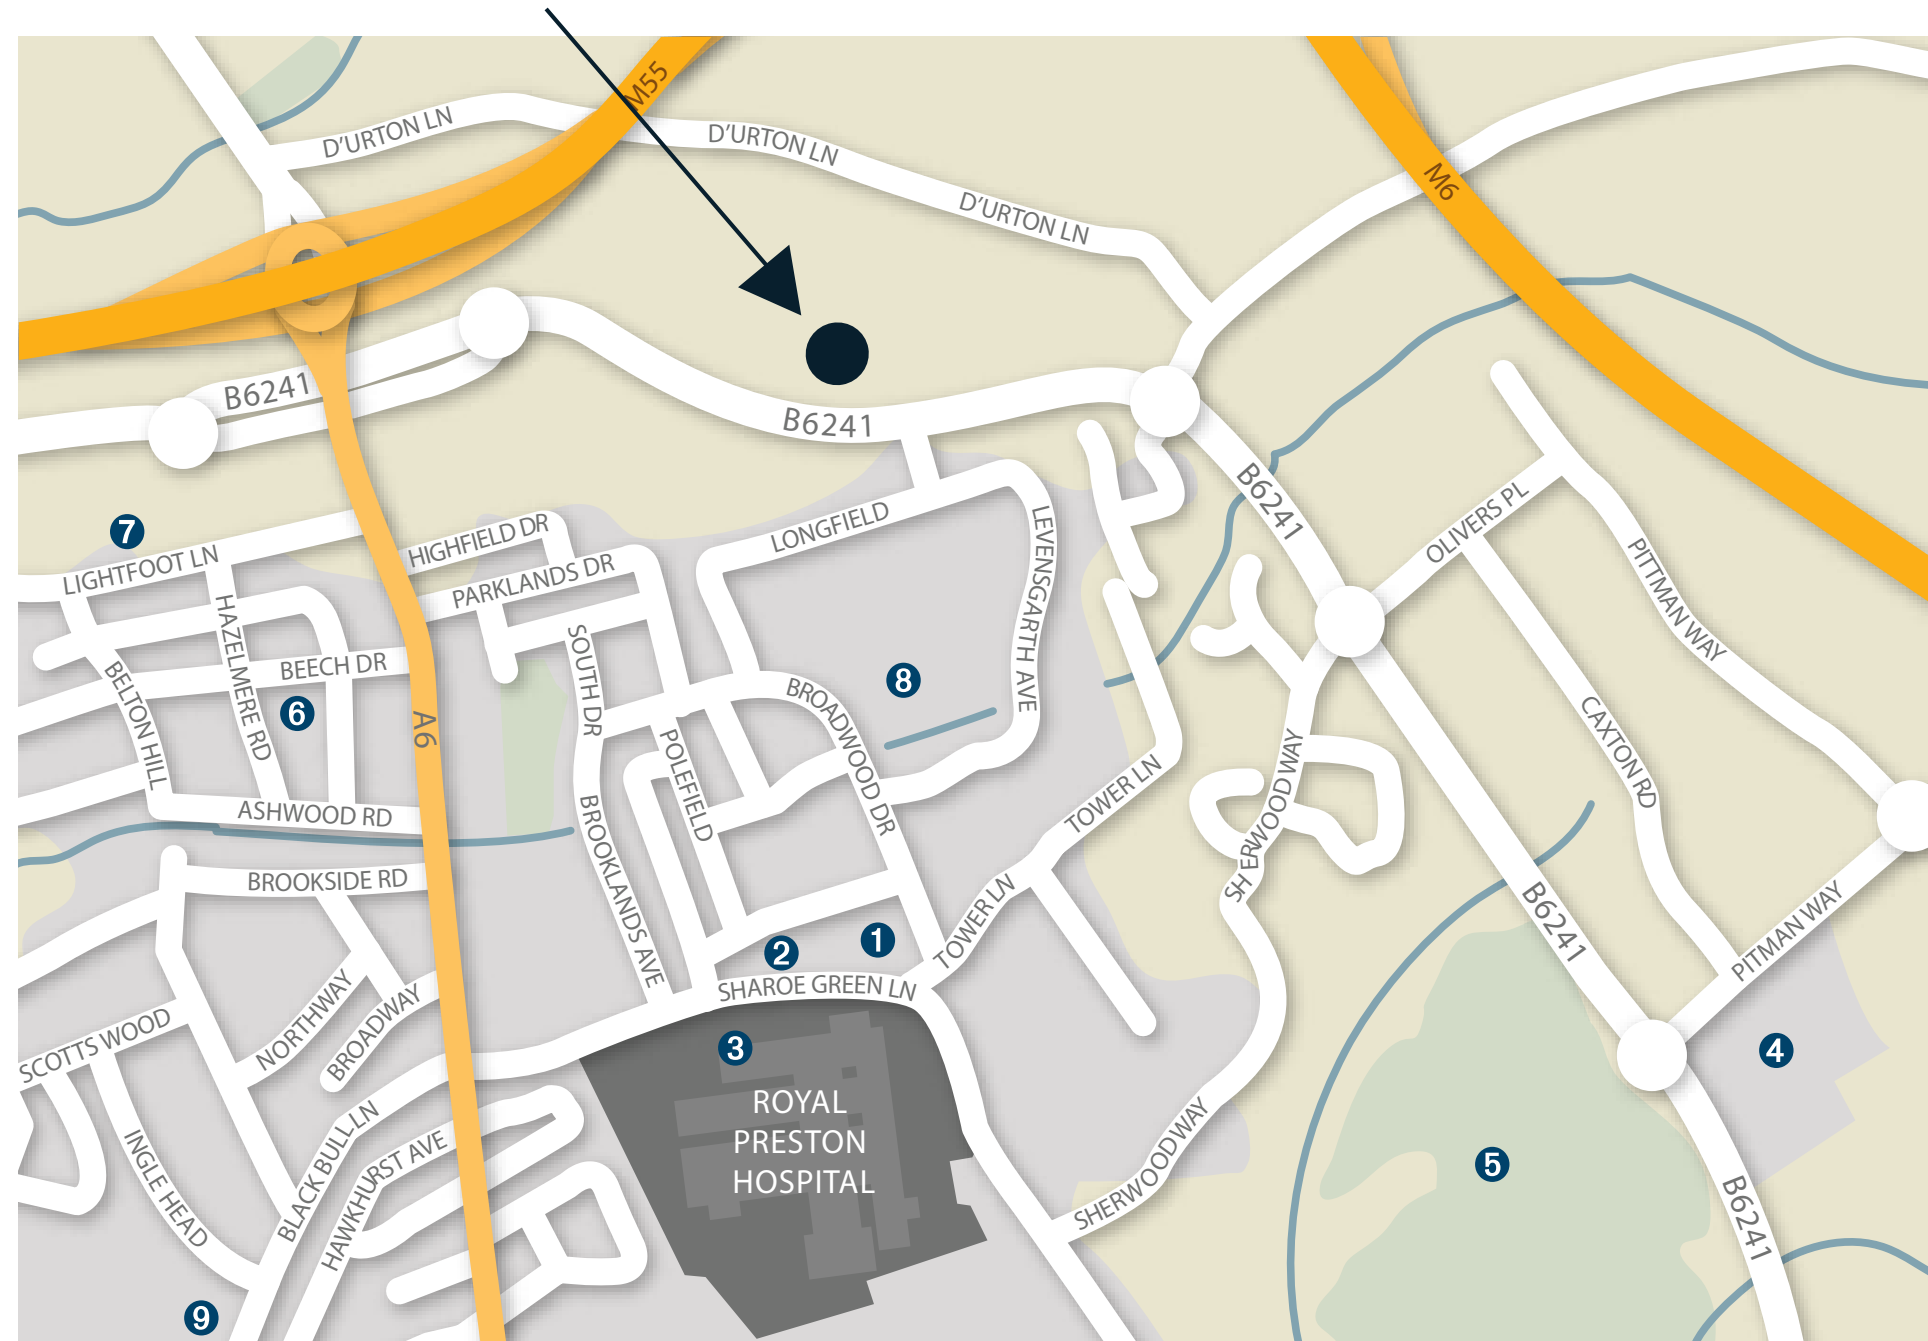 M55
D'URTON LN
D'URTON LN
D'URTON LN
M6
B6241
B6241
B6241
OLIVERS PL
PITTMAN WAY
7
LIGHTFOOT LN
HIGHFIELD DR
PARKLANDS DR
LONGFIELD
LEVENSGARTH AVE
HAZELMERE RD
BEECH DR
BELTON HILL
6
A6
SOUTH DR
BROADWOOD DR
8
POLEFIELD
CAXTON RD
TOWER LN
SH ERWOODWAY
ASHWOOD RD
BROOKLANDS AVE
BROOKSIDE RD
B6241
PITMAN WAY
TOWER LN
1
2
SHAROE GREEN LN
NORTHWAY
BROADWAY
SCOTTS WOOD
3
4
ROYAL
PRESTON
HOSPITAL
INGLE HEAD
BLACK BULL LN
HAWKHURST AVE
SHERWOODWAY
5
B6241
9